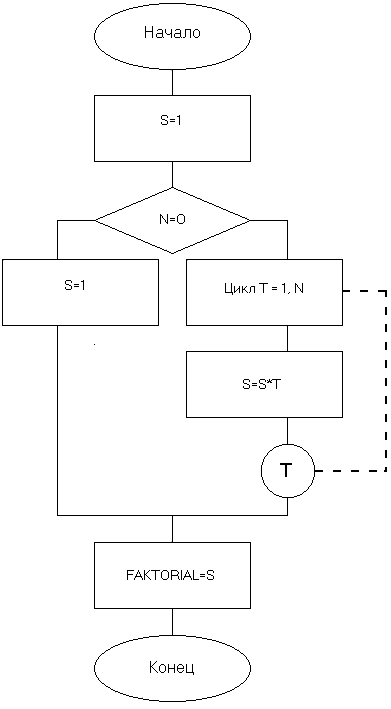 Начало
S=1
N=0
S=1
Цикл T = 1, N
S=S*T
T
FAKTORIAL=S
Конец